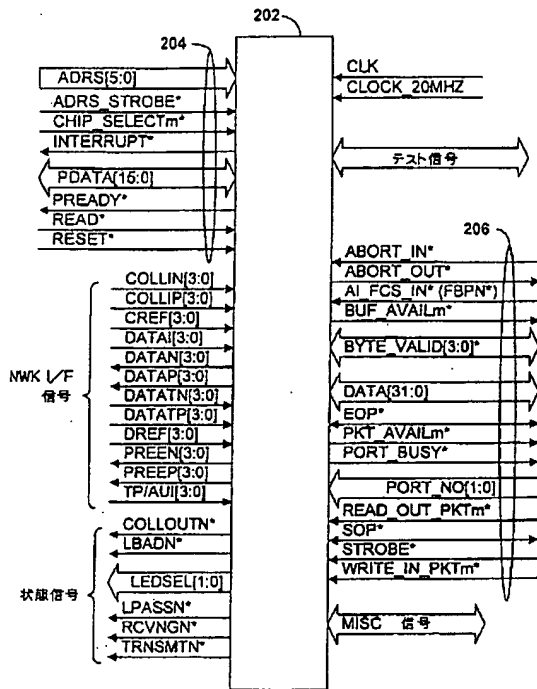 202
204
ADRS[5:0]
ADRS_STROBE*
CHIP_SELECTm*
INTERRUPT*
PDATA[15:0]
PREADY*
READ*
RESET*
NWK I/F
信号
COLLIN[3:0]
COLLIP[3:0]
CREF[3:0]
DATAI[3:0]
DATAN[3:0]
DATAP[3:0]
DATATN[3:0]
DATATP[3:0]
DREF[3:0]
PREEN[3:0]
PREEP[3:0]
TP/AUI[3:0]
状態信号
COLLOUTN*
LBADN*
LEDSEL[1:0]
LPASSN*
RCVNGN*
TRNSMTN*
CLK
CLOCK_20MHZ
テスト信号
206
ABORT_IN*
ABORT_OUT*
AI_FCS_IN* (FBPN*)
BUF_AVAILm*
BYTE_VALID[3:0]*
DATA[31:0]
EOP*
PKT_AVAILm*
PORT_BUSY*
PORT_NO[1:0]
READ_OUT_PKTm*
SOP*
STROBE*
WRITE_IN_PKTm*
MISC 信号